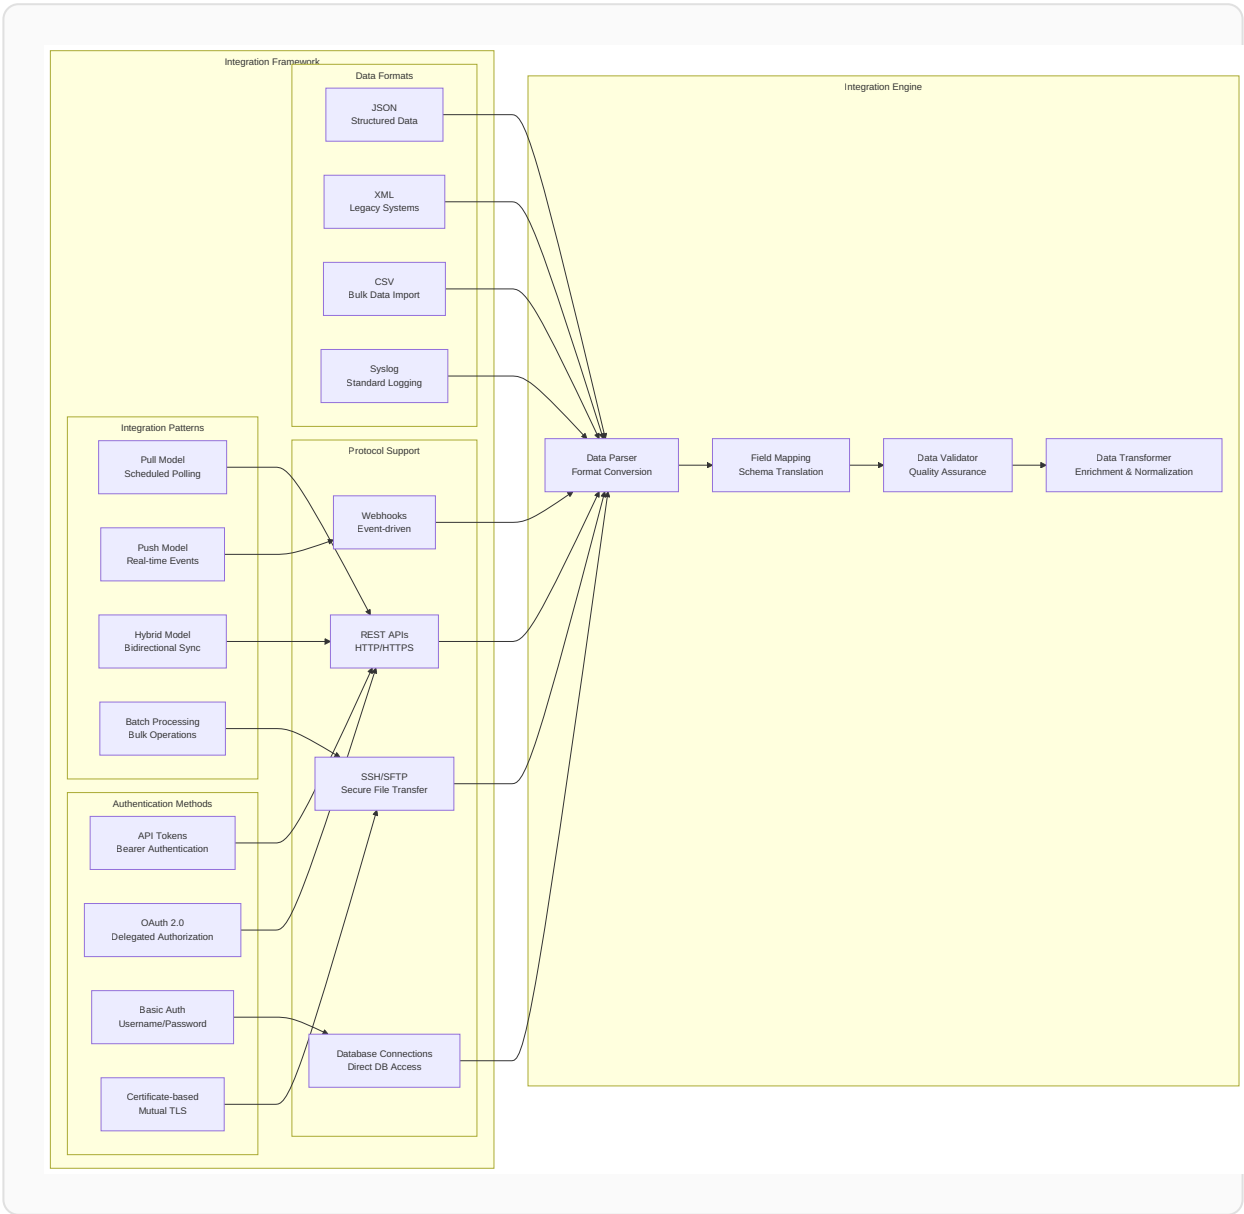 Integration Framework
Data Formats
JSON
Structured Data
XML
Legacy Systems
CSV
Bulk Data Import
Syslog
Standard Logging
Integration Patterns
Pull Model
Scheduled Polling
Push Model
Real-time Events
Hybrid Model
Bidirectional Sync
Batch Processing
Bulk Operations
Protocol Support
Webhooks
Event-driven
REST APIs
HTTP/HTTPS
SSH/SFTP
Secure File Transfer
Database Connections
Direct DB Access
Authentication Methods
API Tokens
Bearer Authentication
OAuth 2.0
Delegated Authorization
Basic Auth
Username/Password
Certificate-based
Mutual TLS
Integration Engine
Data Parser
Format Conversion
Field Mapping
Schema Translation
Data Validator
Quality Assurance
Data Transformer
Enrichment & Normalization